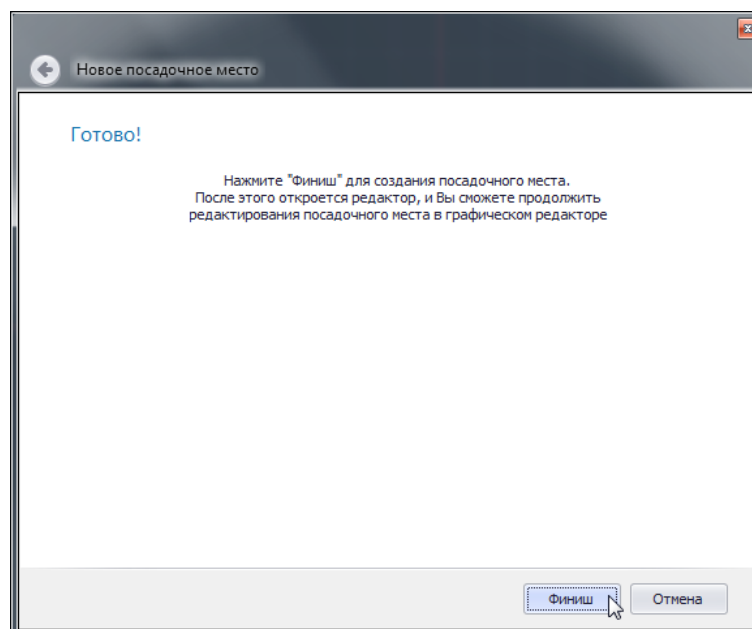 Новое посадочное место
Готово!
Нажмите "Финиш" для создания посадочного места.
После этого откроется редактор, и Вы сможете продолжить
редактирования посадочного места в графическом редакторе
Финиш
Отмена